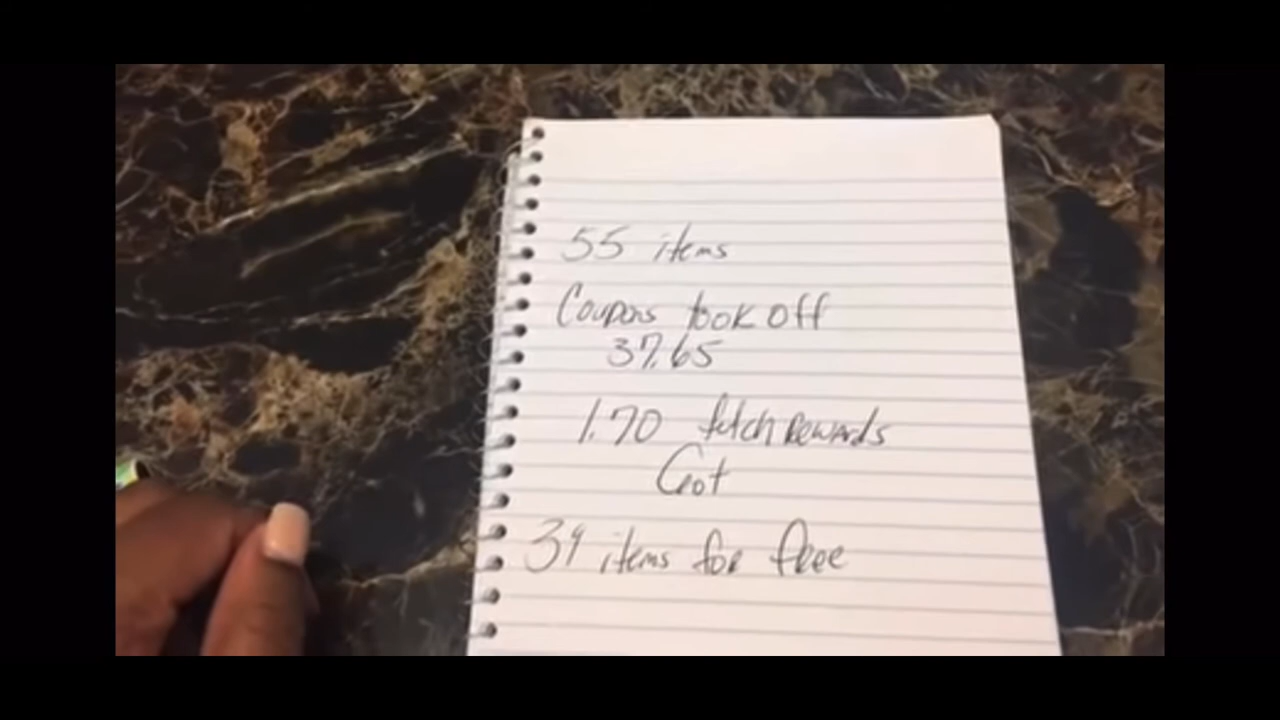 55 items
Coupons took off
37.65
1.70 fetch Rewards
Got
39 items for free